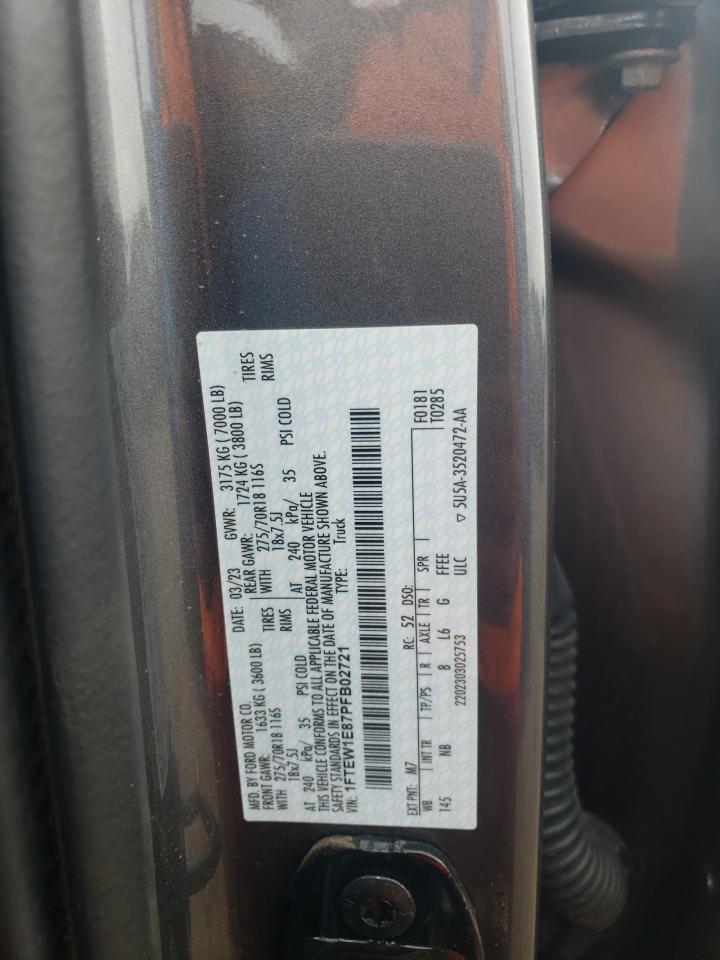 MFD. BY FORD MOTOR CO. DATE: 03/23 GVWR: 3175 KG ( 7000 LB)
FRONT GAWR: 1633 KG ( 3600 LB) REAR GAWR: 1724 KG ( 3800 LB)
WITH 275/70R18 116S TIRES WITH 275/70R18 116S TIRES
18x7.5J RIMS 18x7.5J RIMS
AT 240 kPa/ 35 PSI COLD AT 240 kPa/ 35 PSI COLD
THIS VEHICLE CONFORMS TO ALL APPLICABLE FEDERAL MOTOR VEHICLE
SAFETY STANDARDS IN EFFECT ON THE DATE OF MANUFACTURE SHOWN ABOVE.
VIN: 1FTEW1E87PFB02721 TYPE: Truck
EXT PNT: M7 RC: 52 DSO: F0181
WB INT TR TP/PS R AXLE TR SPR T0285
145 NB 8 L6 G FFEE
2202303025753 ULC ▽ 5U5A-3520472-AA